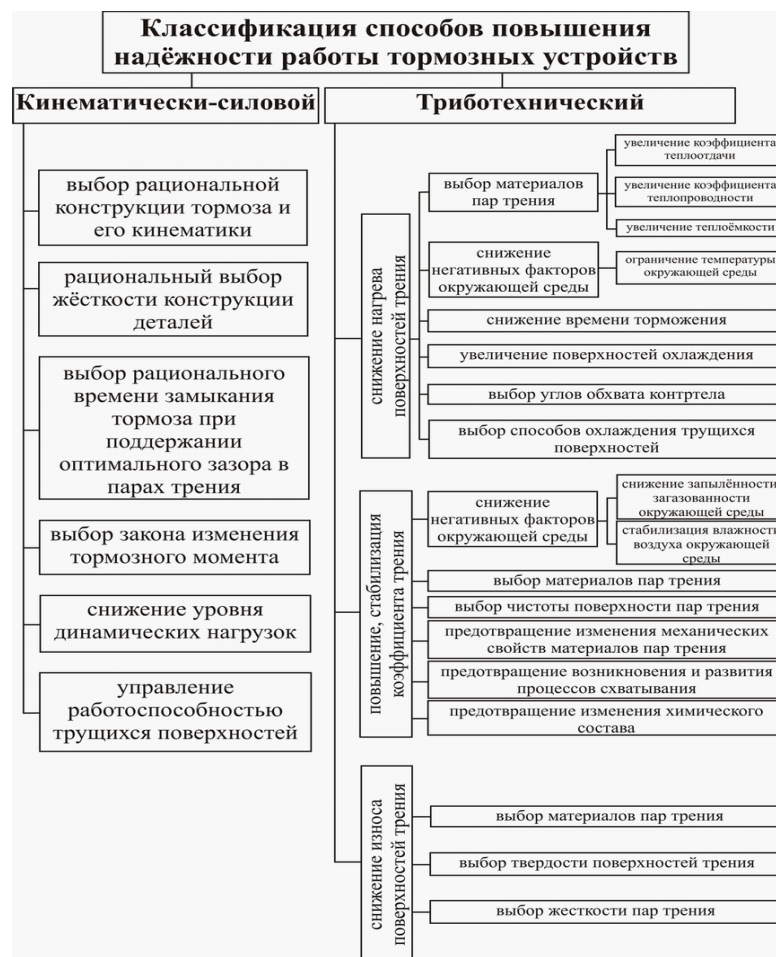 Классификация способов повышения
надёжности работы тормозных устройств
Кинематически-силовой
Триботехнический
выбор рациональной
конструкции тормоза и
его кинематики
рациональный выбор
жёсткости конструкции
деталей
выбор рационального
времени замыкания
тормоза при
поддержании
оптимального зазора в
парах трения
выбор закона изменения
тормозного момента
снижение уровня
динамических нагрузок
управление
работоспособностью
трущихся поверхностей
снижение нагрева
поверхностей трения
выбор материалов
пар трения
увеличение коэффициента
теплоотдачи
увеличение коэффициента
теплопроводности
увеличение теплоёмкости
снижение
негативных факторов
окружающей среды
ограничение температуры
окружающей среды
снижение времени торможения
увеличение поверхностей охлаждения
выбор углов обхвата контртела
выбор способов охлаждения трущихся
поверхностей
повышение, стабилизация
коэффициента трения
снижение
негативных факторов
окружающей среды
снижение запылённости
загазованности
окружающей среды
стабилизация влажности
воздуха окружающей
среды
выбор материалов пар трения
выбор чистоты поверхности пар трения
предотвращение изменения механических
свойств материалов пар трения
предотвращение возникновения и развития
процессов схватывания
предотвращение изменения химического
состава
снижение износа
поверхностей трения
выбор материалов пар трения
выбор твердости поверхностей трения
выбор жесткости пар трения